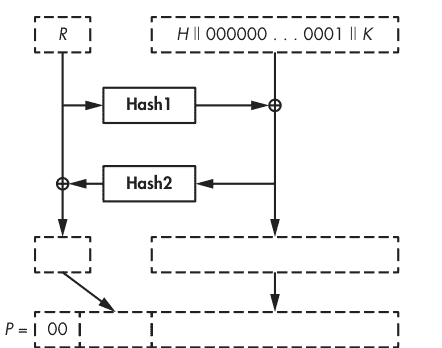 R H || 000000 . . . 0001 || K
Hash1
Hash2
P = 00